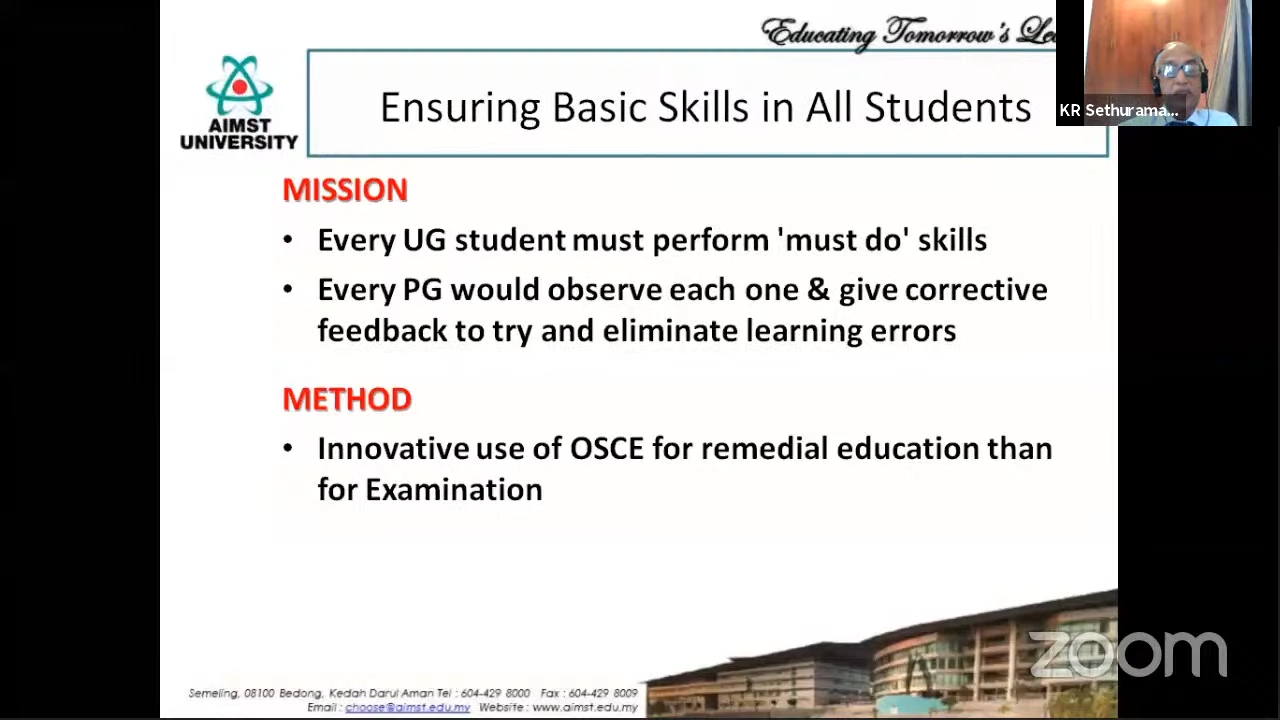 Educating Tomorrow's
KR Sethurama...
AIMST
UNIVERSITY
Ensuring Basic Skills in All Students
MISSION
• Every UG student must perform 'must do' skills
• Every PG would observe each one & give corrective
feedback to try and eliminate learning errors
METHOD
• Innovative use of OSCE for remedial education than
for Examination
zoom
Semeling, 08100 Bedong, Kedah Darul Aman Tel : 604-429 8000 Fax : 604-429 8009
Email : choose@aimst.edu.my Website : www.aimst.edu.my